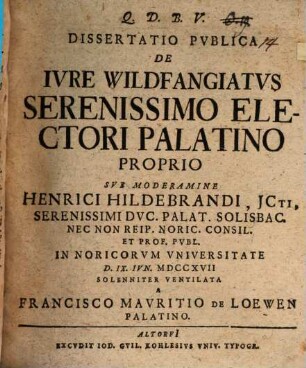 Q. D. B. V.
DISSERTATIO PVBLICA
14.
DE
IVRE WILDFANGIATVS
SERENISSIMO ELE-
CTORI PALATINO
PROPRIO
SVB MODERAMINE
HENRICI HILDEBRANDI, JCTI,
SERENISSIMI DVC. PALAT. SOLISBAC.
NEC NON REIP. NORIC. CONSIL.
ET PROF. PVBL.
IN NORICORVM VNIVERSITATE
D. IX. IVN. MDCCXVII
SOLENNITER VENTILATA
A
FRANCISCO MAVRITIO DE LOEWEN
PALATINO.
ALTORFI
EXCVDIT IOD. GVIL. KOHLESIVS VNIV. TYPOGR.